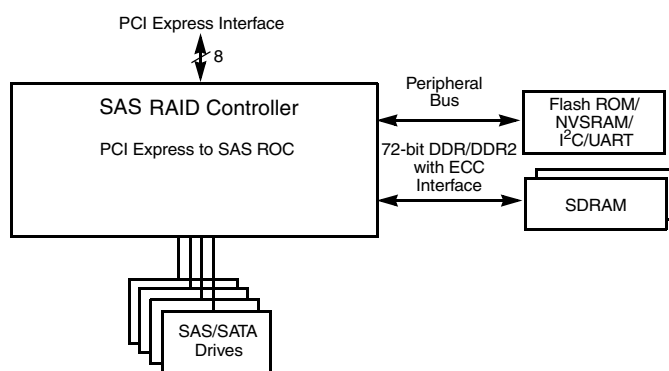 PCI Express Interface
8
SAS RAID Controller
PCI Express to SAS ROC
Peripheral
Bus
Flash ROM/
NVSRAM/
I²C/UART
72-bit DDR/DDR2
with ECC
Interface
SDRAM
SAS/SATA
Drives